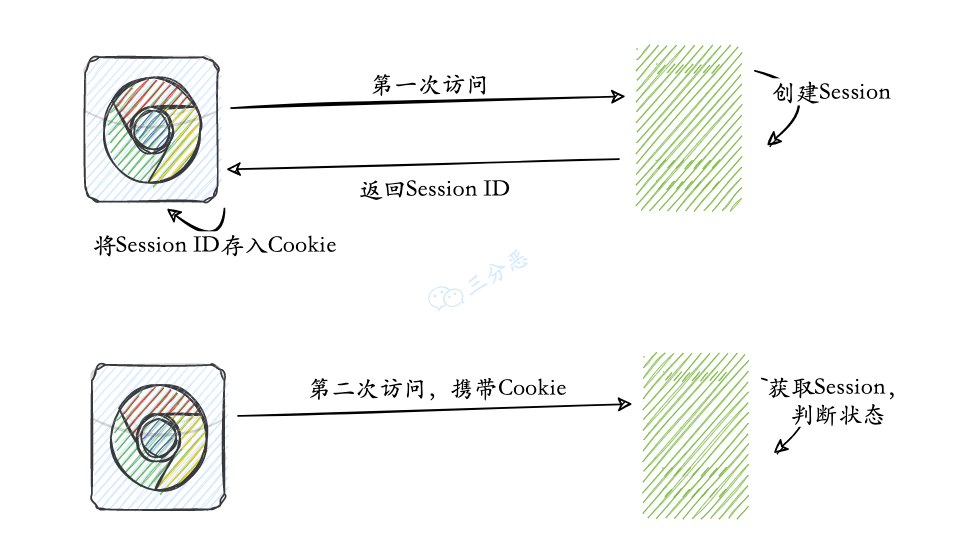 第一次访问
创建Session
返回Session ID
将Session ID存入Cookie
三分恶
第二次访问，携带Cookie
获取Session，
判断状态